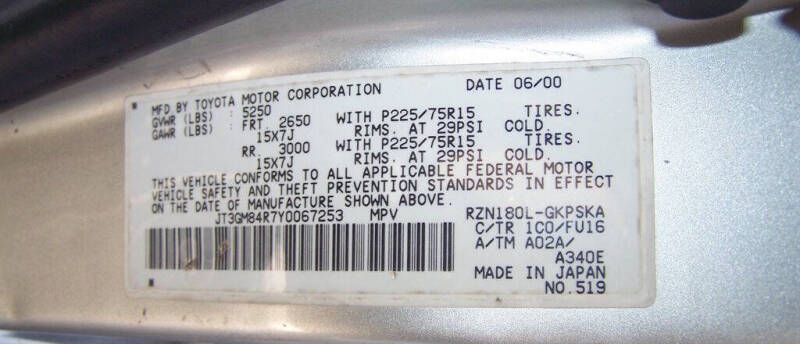 MFD BY TOYOTA MOTOR CORPORATION DATE 06/00
GVWR (LBS) : 5250
GAWR (LBS) : FRT. 2650 WITH P225/75R15 TIRES.
15X7J RIMS. AT 29PSI COLD.
RR. 3000 WITH P225/75R15 TIRES.
15X7J RIMS. AT 29PSI COLD.
THIS VEHICLE CONFORMS TO ALL APPLICABLE FEDERAL MOTOR
VEHICLE SAFETY AND THEFT PREVENTION STANDARDS IN EFFECT
ON THE DATE OF MANUFACTURE SHOWN ABOVE.
JT3GM84R7Y0067253 MPV RZN180L-GKPSKA
C/TR 1C0/FU16
A/TM A02A/
A340E
MADE IN JAPAN
NO.519